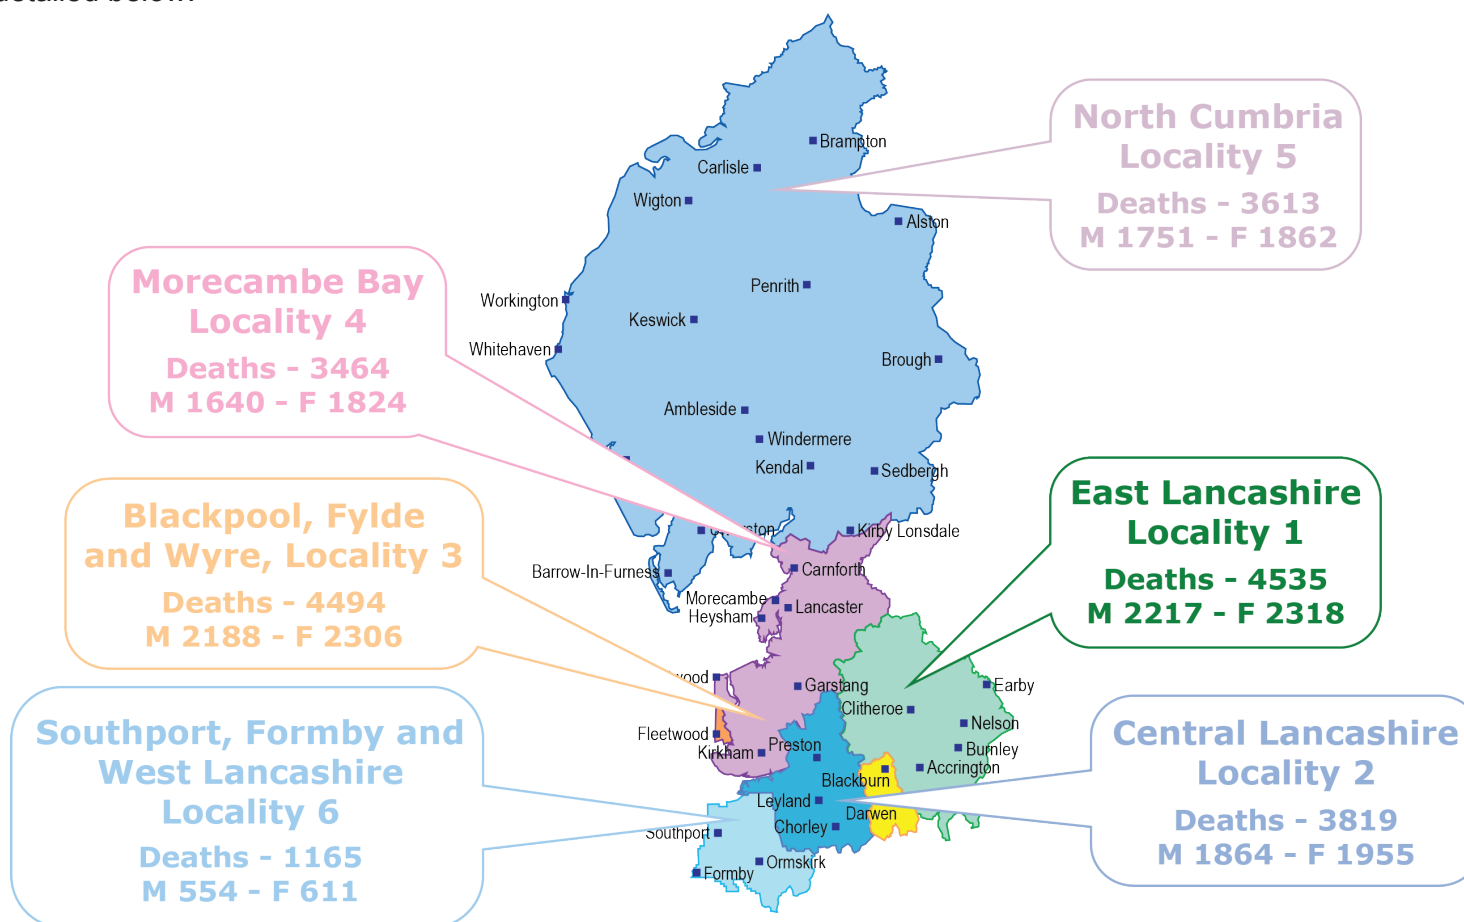 North Cumbria
Locality 5
Deaths - 3613
M 1751 - F 1862
Morecambe Bay
Locality 4
Deaths - 3464
M 1640 - F 1824
Blackpool, Fylde
and Wyre, Locality 3
Deaths - 4494
M 2188 - F 2306
East Lancashire
Locality 1
Deaths - 4535
M 2217 - F 2318
Southport, Formby and
West Lancashire
Locality 6
Deaths - 1165
M 554 - F 611
Central Lancashire
Locality 2
Deaths - 3819
M 1864 - F 1955
Brampton
Carlisle
Wigton
Alston
Penrith
Workington
Keswick
Whitehaven
Brough
Ambleside
Windermere
Kendal
Sedbergh
Kirby Lonsdale
Barrow-In-Furness
Carnforth
Morecambe
Lancaster
Heysham
Garstang
Earby
Clitheroe
Nelson
Fleetwood
Preston
Kirkham
Burnley
Accrington
Blackburn
Leyland
Darwen
Chorley
Southport
Ormskirk
Formby